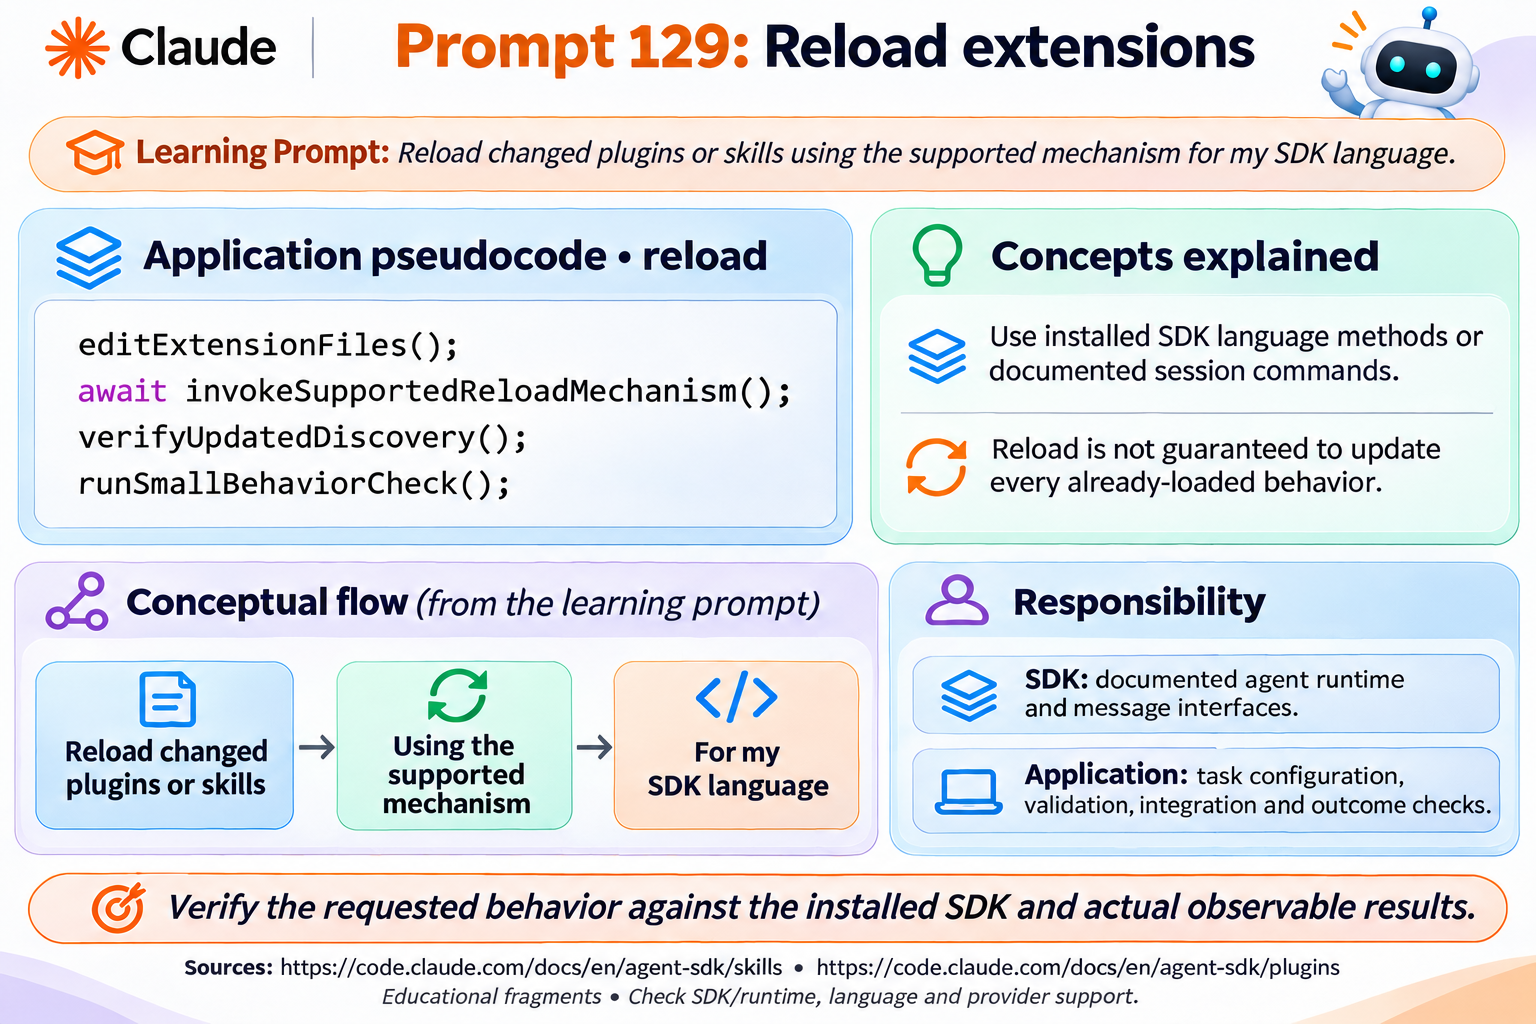 Claude
Prompt 129: Reload extensions
Learning Prompt: Reload changed plugins or skills using the supported mechanism for my SDK language.
Application pseudocode • reload
editExtensionFiles();
await invokeSupportedReloadMechanism();
verifyUpdatedDiscovery();
runSmallBehaviorCheck();
Concepts explained
Use installed SDK language methods or
documented session commands.
Reload is not guaranteed to update
every already-loaded behavior.
Conceptual flow (from the learning prompt)
Reload changed
plugins or skills
Using the
supported
mechanism
For my
SDK language
Responsibility
SDK: documented agent runtime
and message interfaces.
Application: task configuration,
validation, integration and outcome checks.
Verify the requested behavior against the installed SDK and actual observable results.
Sources: https://code.claude.com/docs/en/agent-sdk/skills • https://code.claude.com/docs/en/agent-sdk/plugins
Educational fragments • Check SDK/runtime, language and provider support.